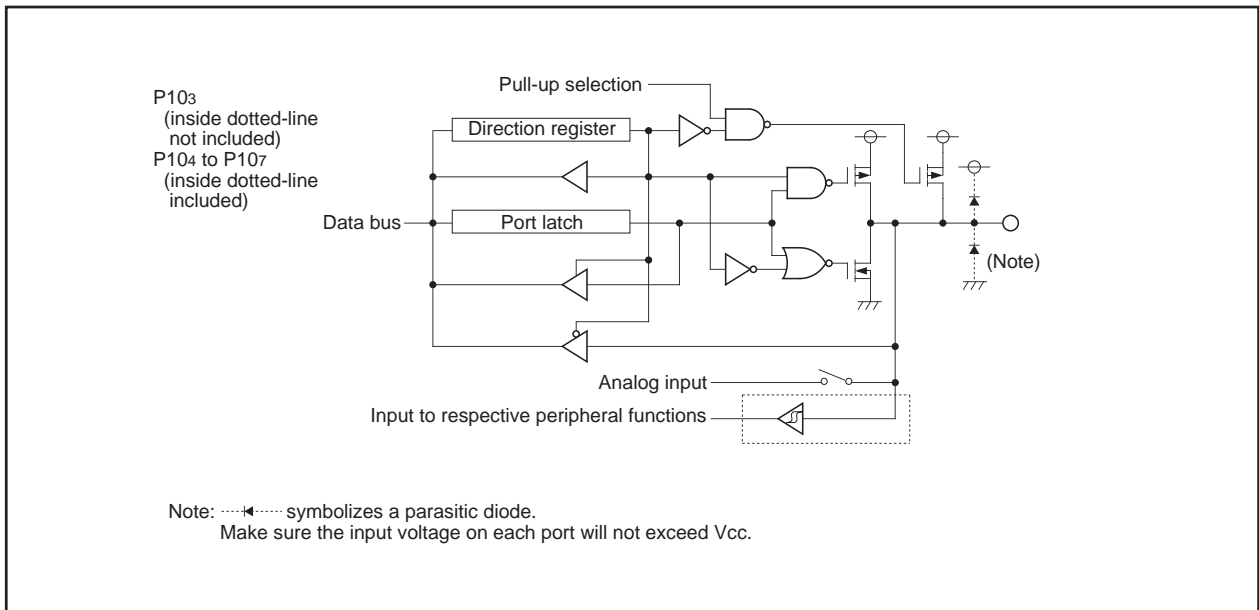 Pull-up selection
P103
(inside dotted-line
not included)
P104 to P107
(inside dotted-line
included)
Direction register
Data bus
Port latch
(Note)
Analog input
Input to respective peripheral functions
Note: symbolizes a parasitic diode.
Make sure the input voltage on each port will not exceed Vcc.